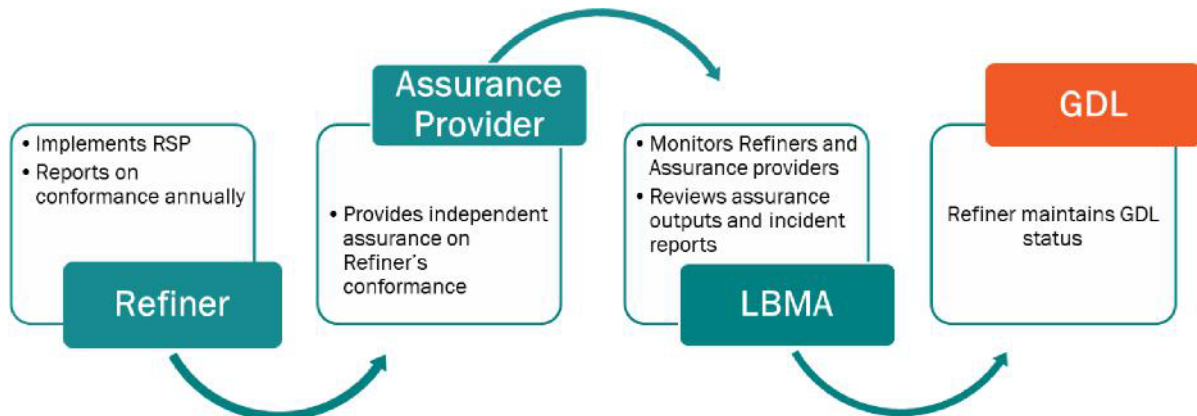 • Implements RSP
• Reports on
conformance annually
Refiner
Assurance
Provider
• Provides independent
assurance on
Refiner's
conformance
• Monitors Refiners and
Assurance providers
• Reviews assurance
outputs and incident
reports
LBMA
GDL
Refiner maintains GDL
status